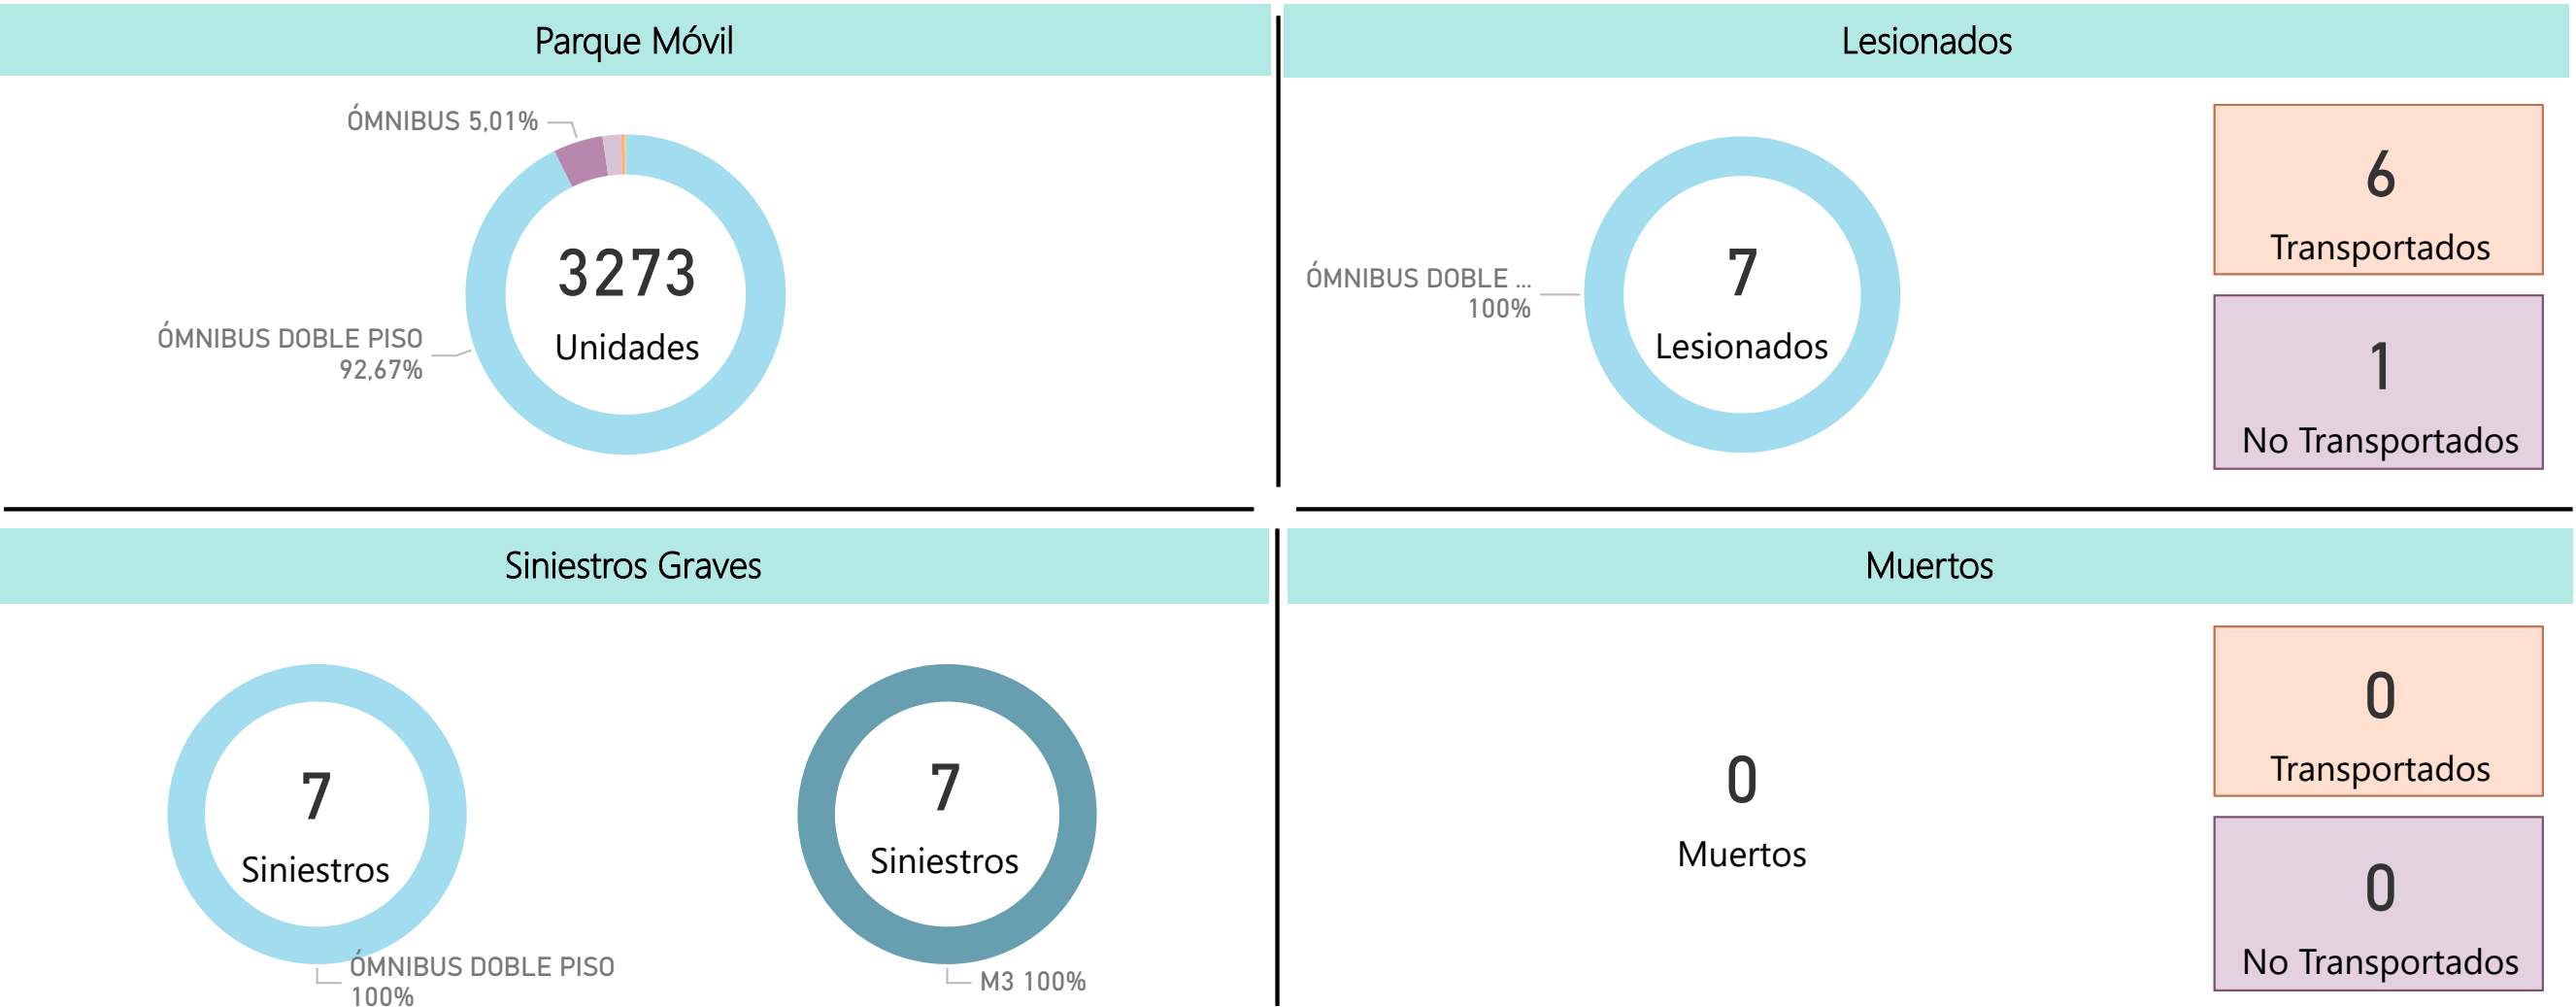 Parque Móvil
ÓMNIBUS 5,01%
3273
Unidades
ÓMNIBUS DOBLE PISO
92,67%
Lesionados
ÓMNIBUS DOBLE ...
100%
7
Lesionados
6
Transportados
1
No Transportados
Siniestros Graves
7
Siniestros
ÓMNIBUS DOBLE PISO
100%
7
Siniestros
M3 100%
Muertos
0
Muertos
0
Transportados
0
No Transportados